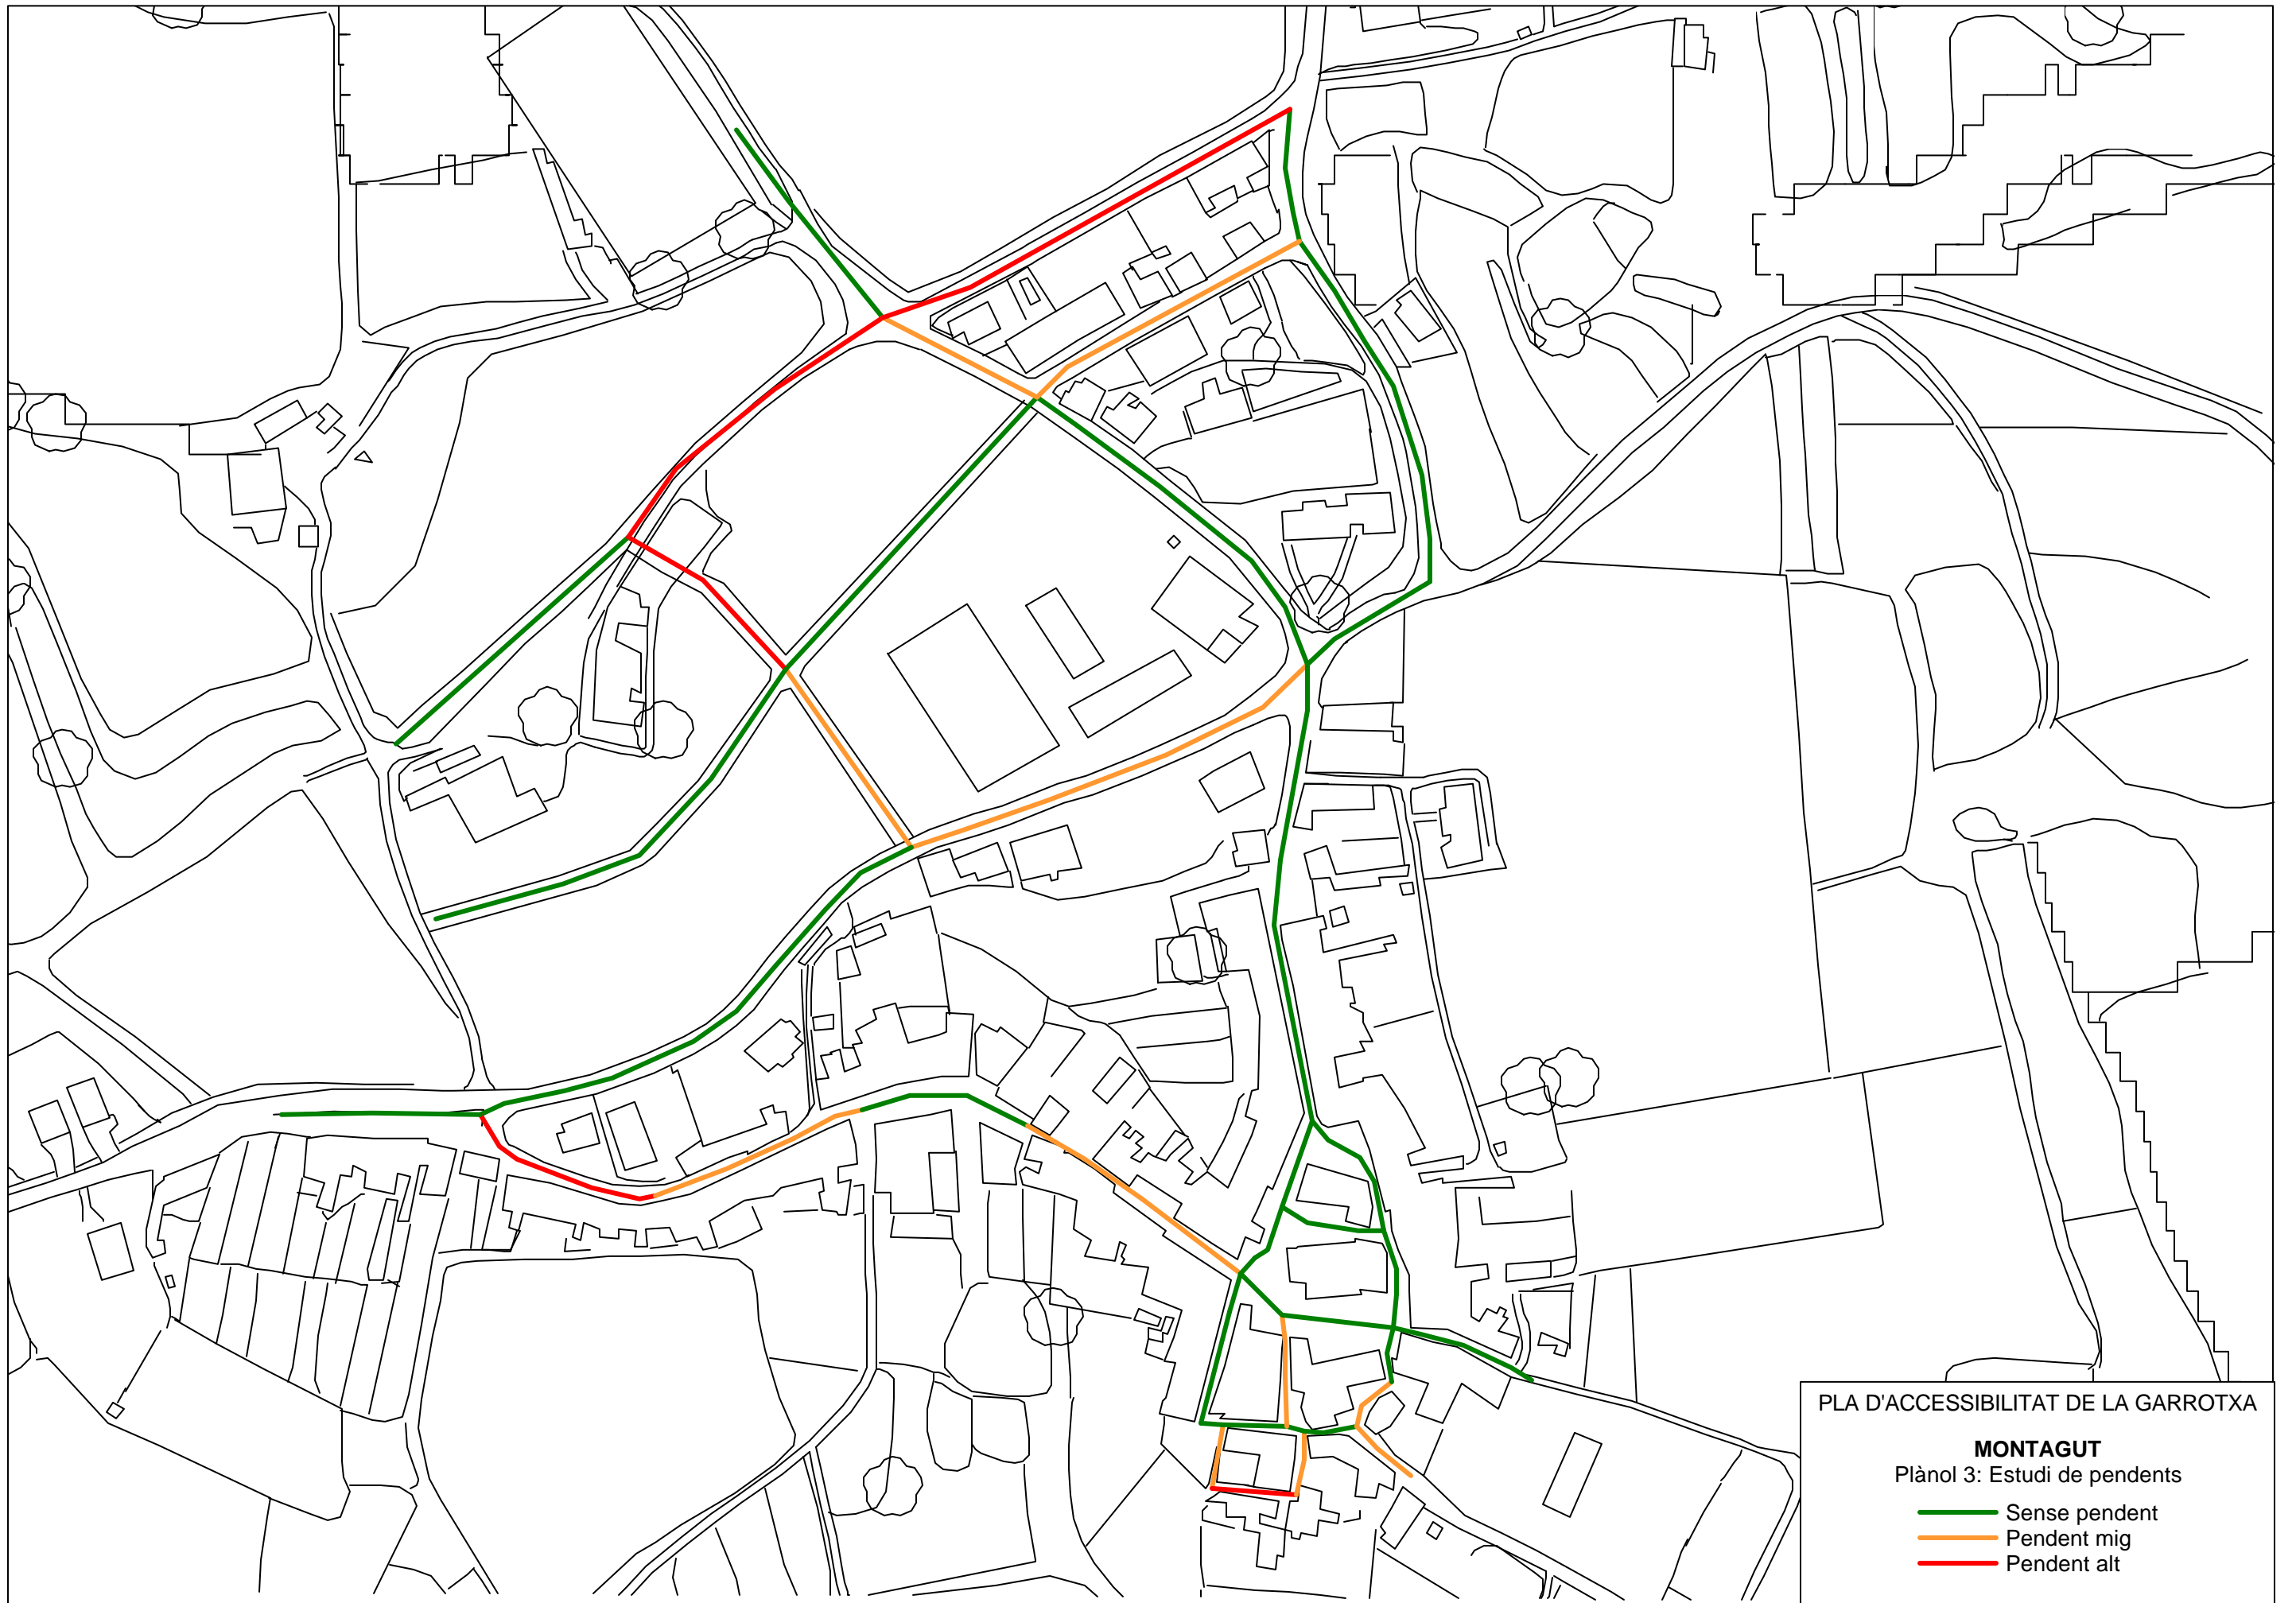 PLA D'ACCESSIBILITAT DE LA GARROTXA
MONTAGUT
Plànol 3: Estudi de pendents
Sense pendent
Pendent mig
Pendent alt